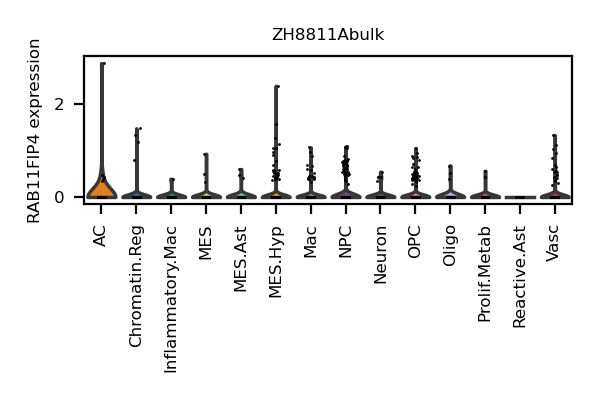 ZH8811Abulk
RAB11FIP4 expression
2
0
AC
Chromatin.Reg
Inflammatory.Mac
MES
MES.Ast
MES.Hyp
Mac
NPC
Neuron
OPC
Oligo
Prolif.Metab
Reactive.Ast
Vasc